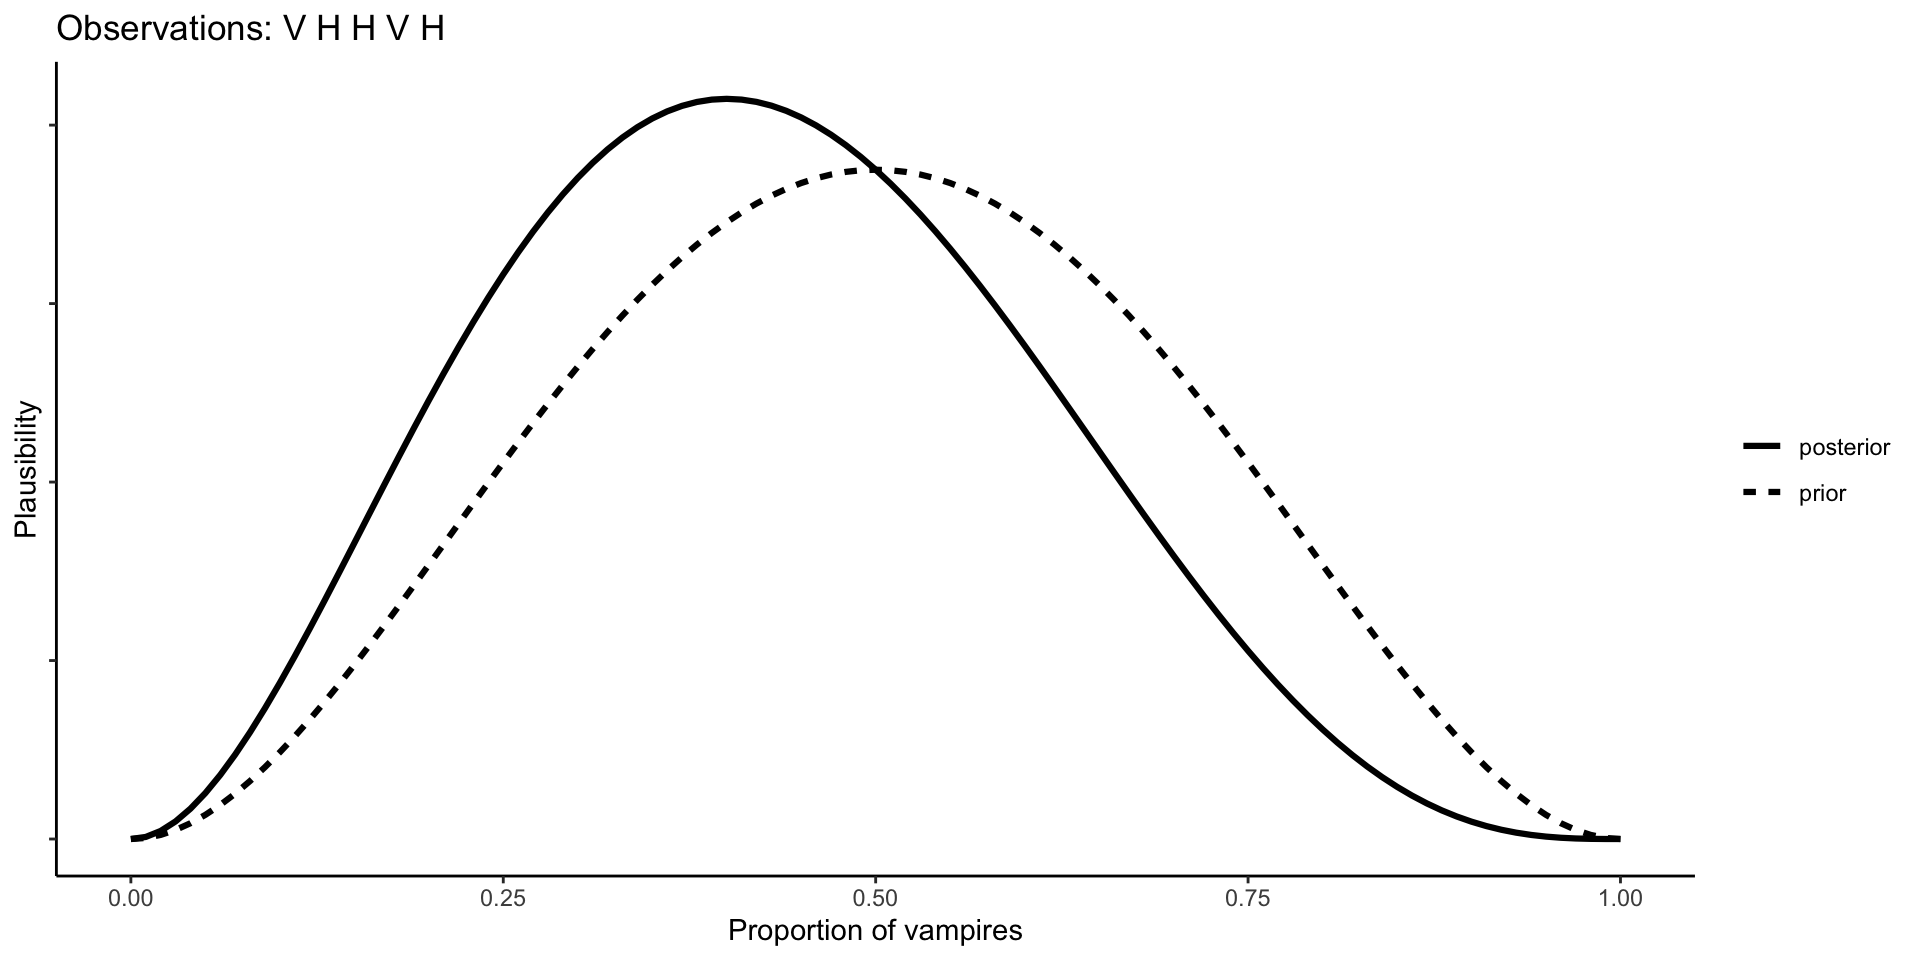 Observations: V H H V H
Plausibility
posterior
prior
0.00 0.25 0.50 0.75 1.00
Proportion of vampires